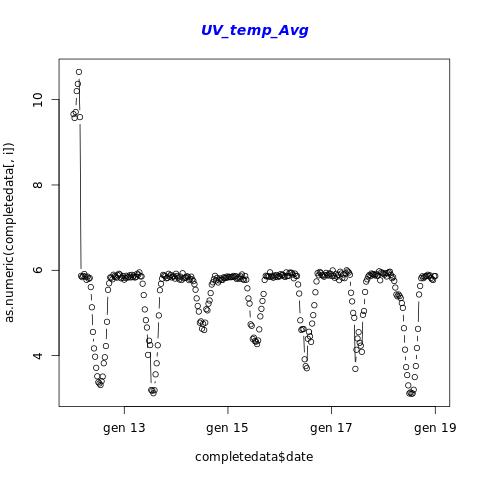 UV_temp_Avg
as.numeric(completedata[, i])
10
8
6
4
gen 13
gen 15
gen 17
gen 19
completedata$date